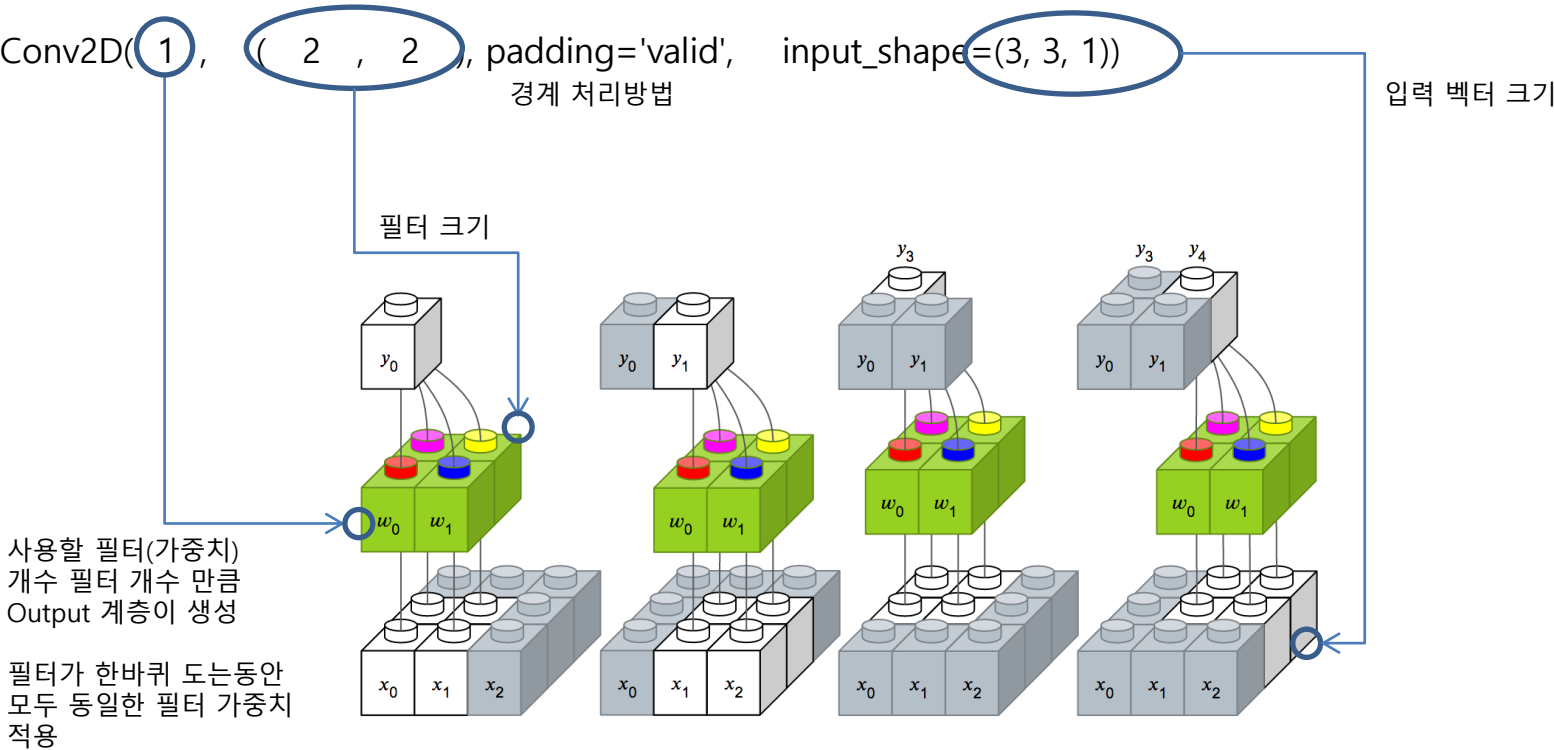 Conv2D( 1 , ( 2 , 2 ), padding='valid', input_shape=(3, 3, 1))
경계 처리방법
입력 벡터 크기
필터 크기
y3
y3 y4
y0
y0 y1
y0 y1
y0 y1
w0 w1
w0 w1
w0 w1
w0 w1
사용할 필터(가중치)
개수 필터 개수 만큼
Output 계층이 생성
필터가 한바퀴 도는동안
모두 동일한 필터 가중치
적용
x0 x1 x2
x0 x1 x2
x0 x1 x2
x0 x1 x2